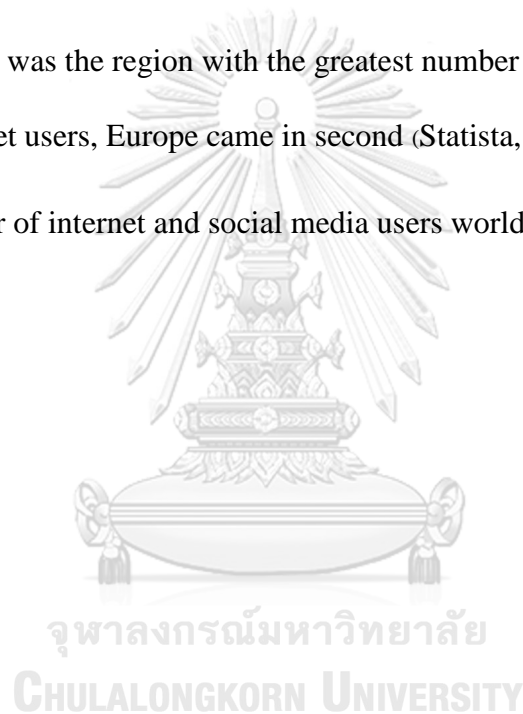 was the region with the greatest number
et users, Europe came in second (Statista,
r of internet and social media users world
จุฬาลงกรณ์มหาวิทยาลัย
CHULALONGKORN UNIVERSITY